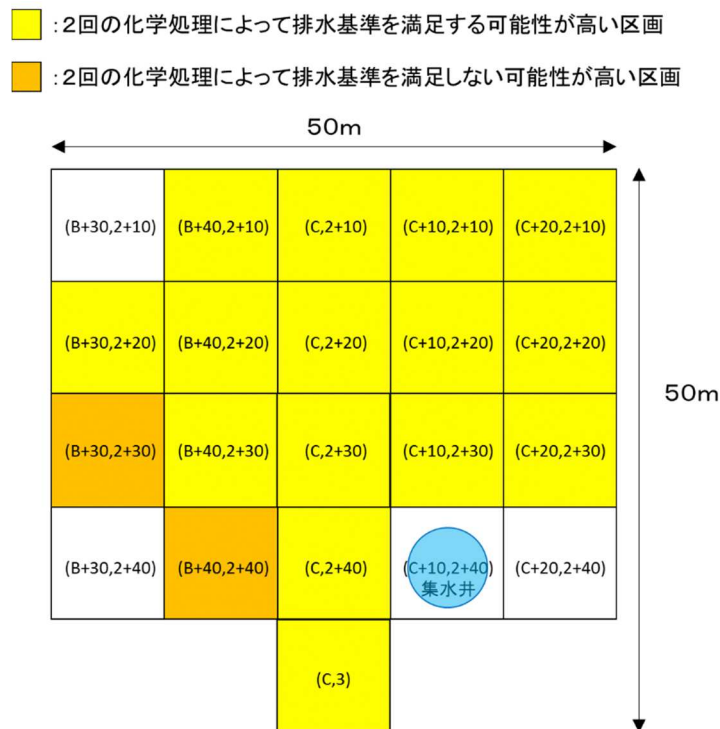 :２回の化学処理によって排水基準を満足する可能性が高い区画
:２回の化学処理によって排水基準を満足しない可能性が高い区画
50m
(B+30,2+10) (B+40,2+10) (C,2+10) (C+10,2+10) (C+20,2+10)
(B+30,2+20) (B+40,2+20) (C,2+20) (C+10,2+20) (C+20,2+20)
50m
(B+30,2+30) (B+40,2+30) (C,2+30) (C+10,2+30) (C+20,2+30)
(B+30,2+40) (B+40,2+40) (C,2+40) (C+10,2+40) (C+20,2+40)
集水井
(C,3)